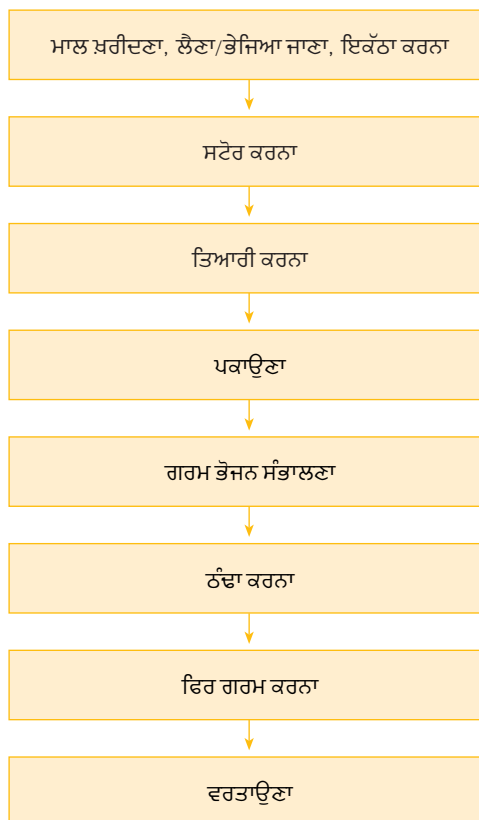 ਮਾਲ ਖ਼ਰੀਦਣਾ, ਲੈਣਾ/ਭੇਜਿਆ ਜਾਣਾ, ਇਕੱਠਾ ਕਰਨਾ
ਸਟੋਰ ਕਰਨਾ
ਤਿਆਰੀ ਕਰਨਾ
ਪਕਾਉਣਾ
ਗਰਮ ਭੋਜਨ ਸੰਭਾਲਣਾ
ਠੰਢਾ ਕਰਨਾ
ਫਿਰ ਗਰਮ ਕਰਨਾ
ਵਰਤਾਉਣਾ